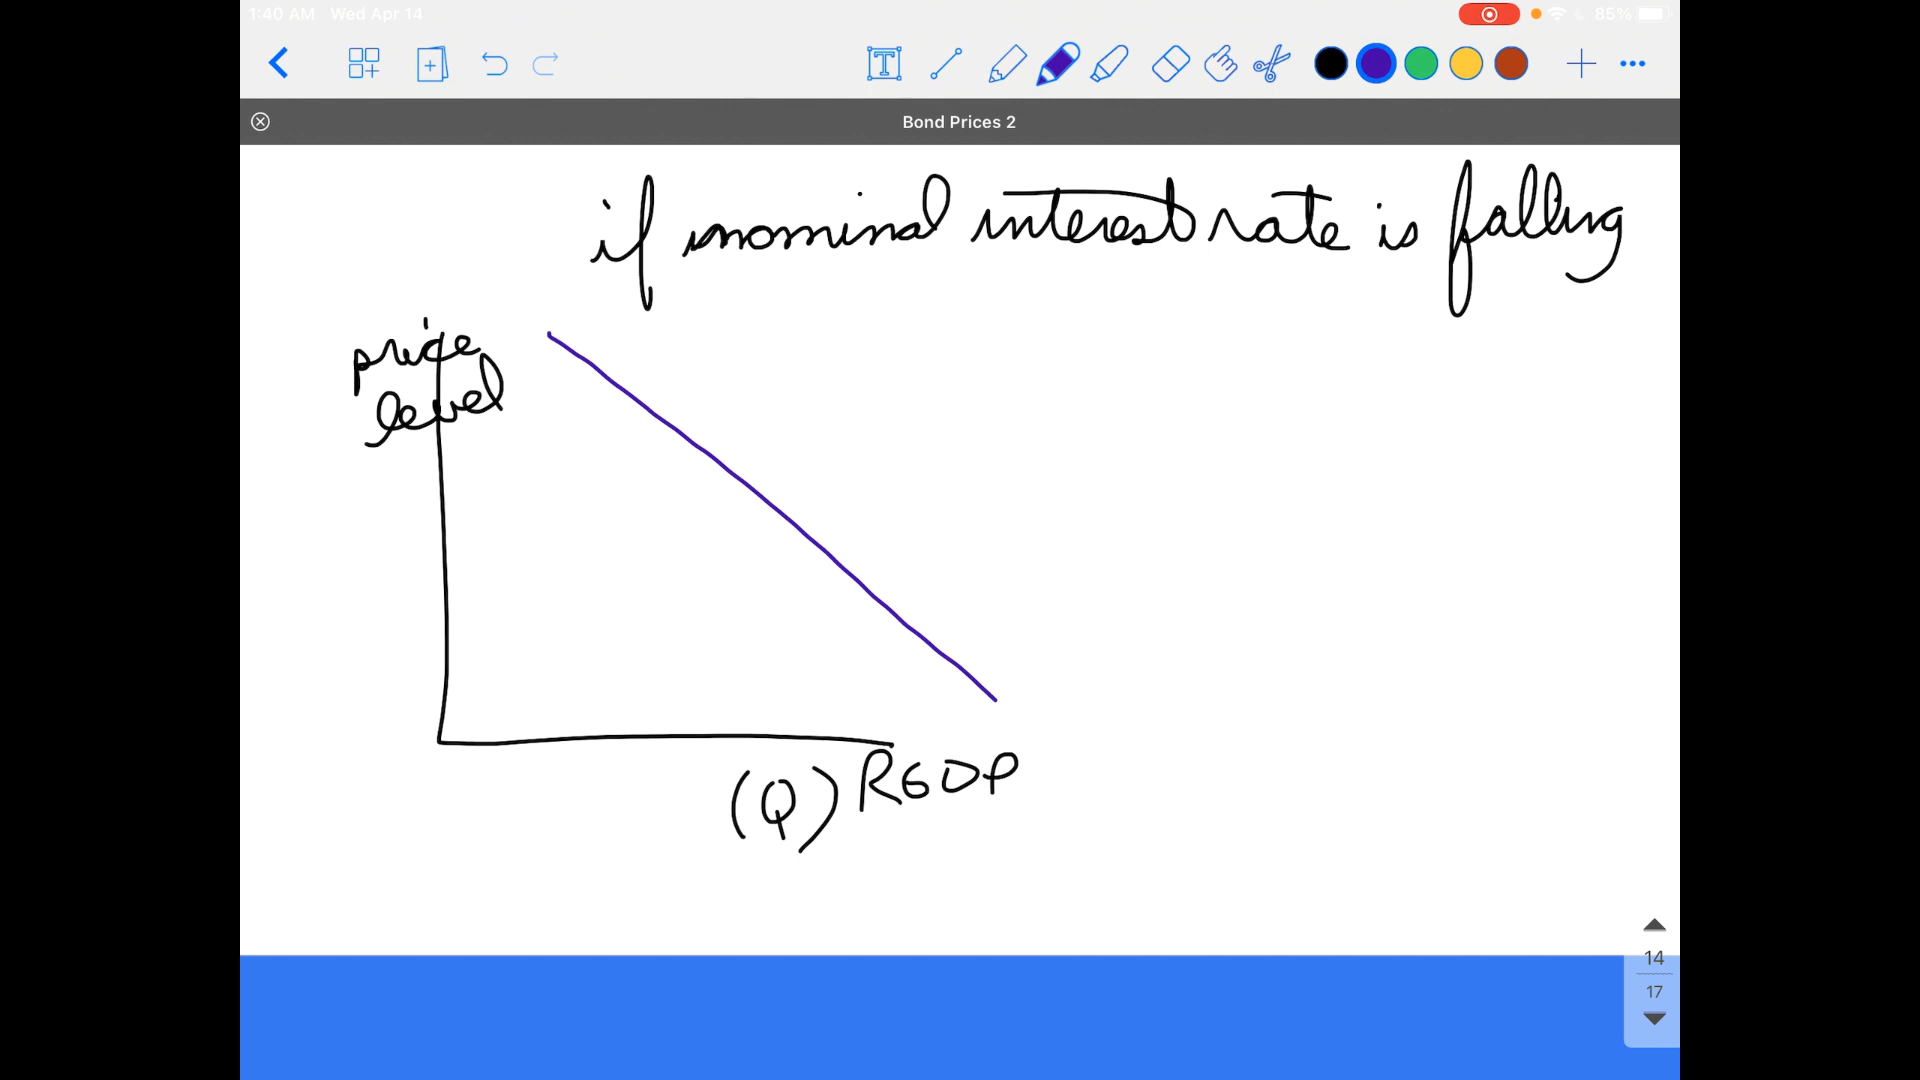 1:40 AM Wed Apr 14
85%
T
Bond Prices 2
if nominal interest rate is falling
price
level
(Q) RGDP
14
17